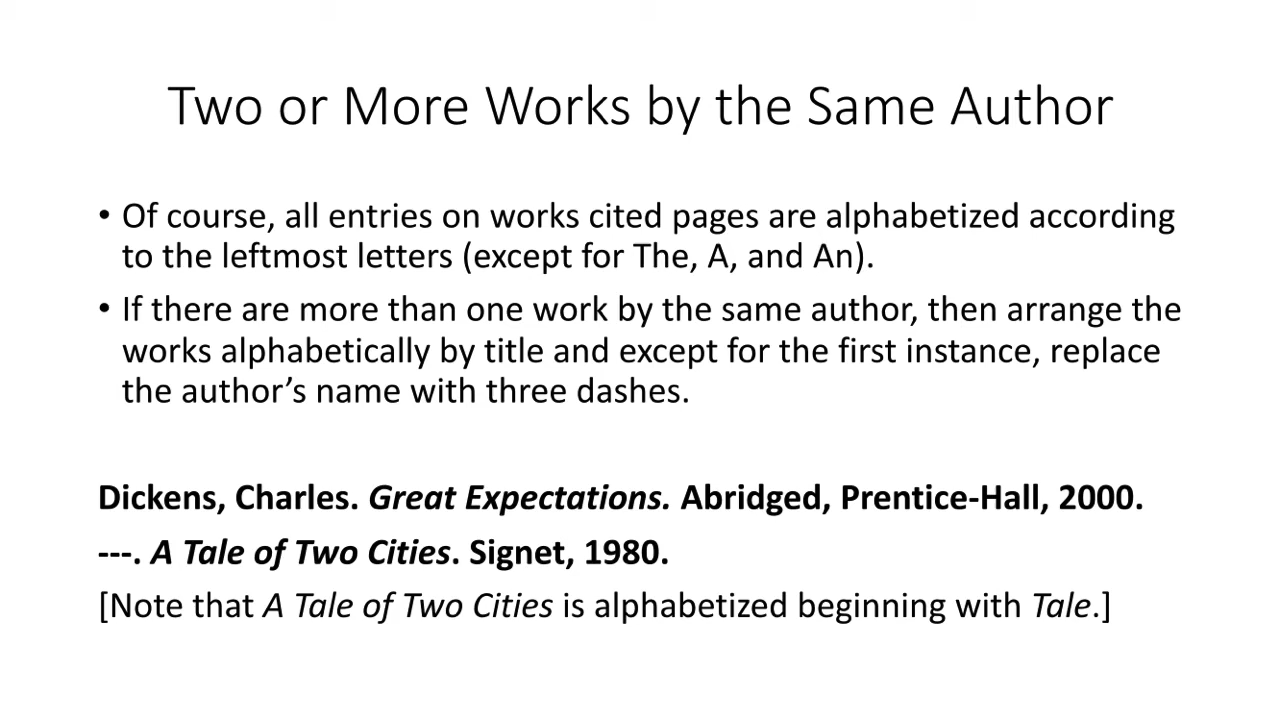 Two or More Works by the Same Author
• Of course, all entries on works cited pages are alphabetized according
to the leftmost letters (except for The, A, and An).
• If there are more than one work by the same author, then arrange the
works alphabetically by title and except for the first instance, replace
the author’s name with three dashes.
Dickens, Charles. Great Expectations. Abridged, Prentice-Hall, 2000.
---. A Tale of Two Cities. Signet, 1980.
[Note that A Tale of Two Cities is alphabetized beginning with Tale.]